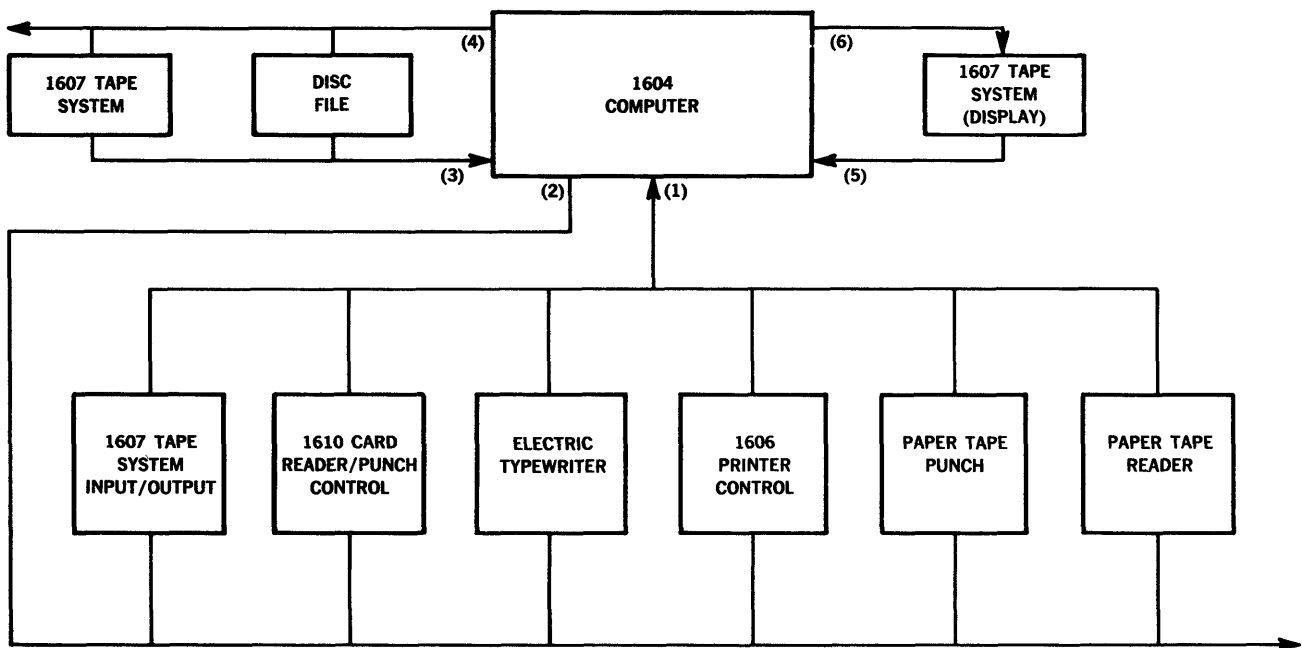 (4)
(6)
1607 TAPE
SYSTEM
DISC
FILE
1604
COMPUTER
1607 TAPE
SYSTEM
(DISPLAY)
(3)
(2)
(1)
(5)
1607 TAPE
SYSTEM
INPUT/OUTPUT
1610 CARD
READER/PUNCH
CONTROL
ELECTRIC
TYPEWRITER
1606
PRINTER
CONTROL
PAPER TAPE
PUNCH
PAPER TAPE
READER